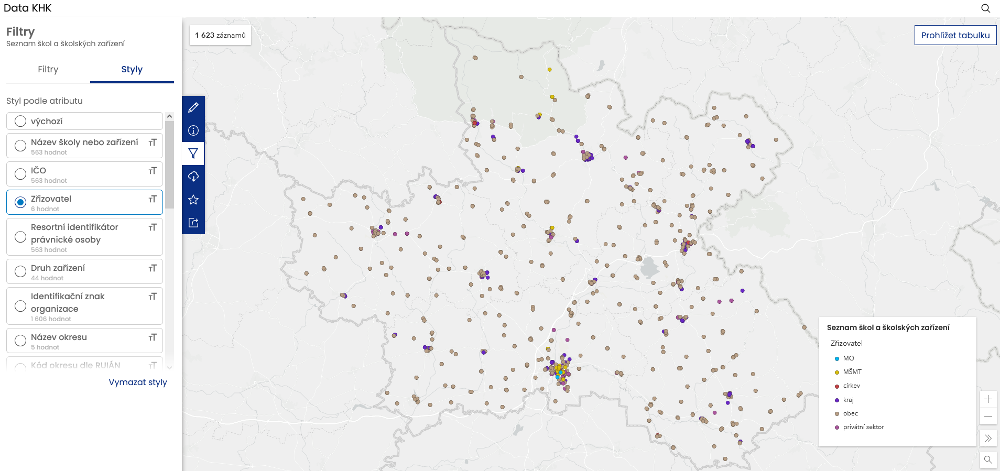 Data KHK
Filtry
Seznam škol a školských zařízení
Filtry
Styly
Styl podle atributu
výchozí
Název školy nebo zařízení
563 hodnot
IČO
563 hodnot
Zřizovatel
6 hodnot
Resortní identifikátor
právnické osoby
563 hodnot
Druh zařízení
44 hodnot
Identifikační znak
organizace
1 606 hodnot
Název okresu
5 hodnot
Kód okresu dle RUIÁN
Vymazat styly
1 623 záznamů
Prohlížet tabulku
Seznam škol a školských zařízení
Zřizovatel
MO
MŠMT
církev
kraj
obec
privátní sektor